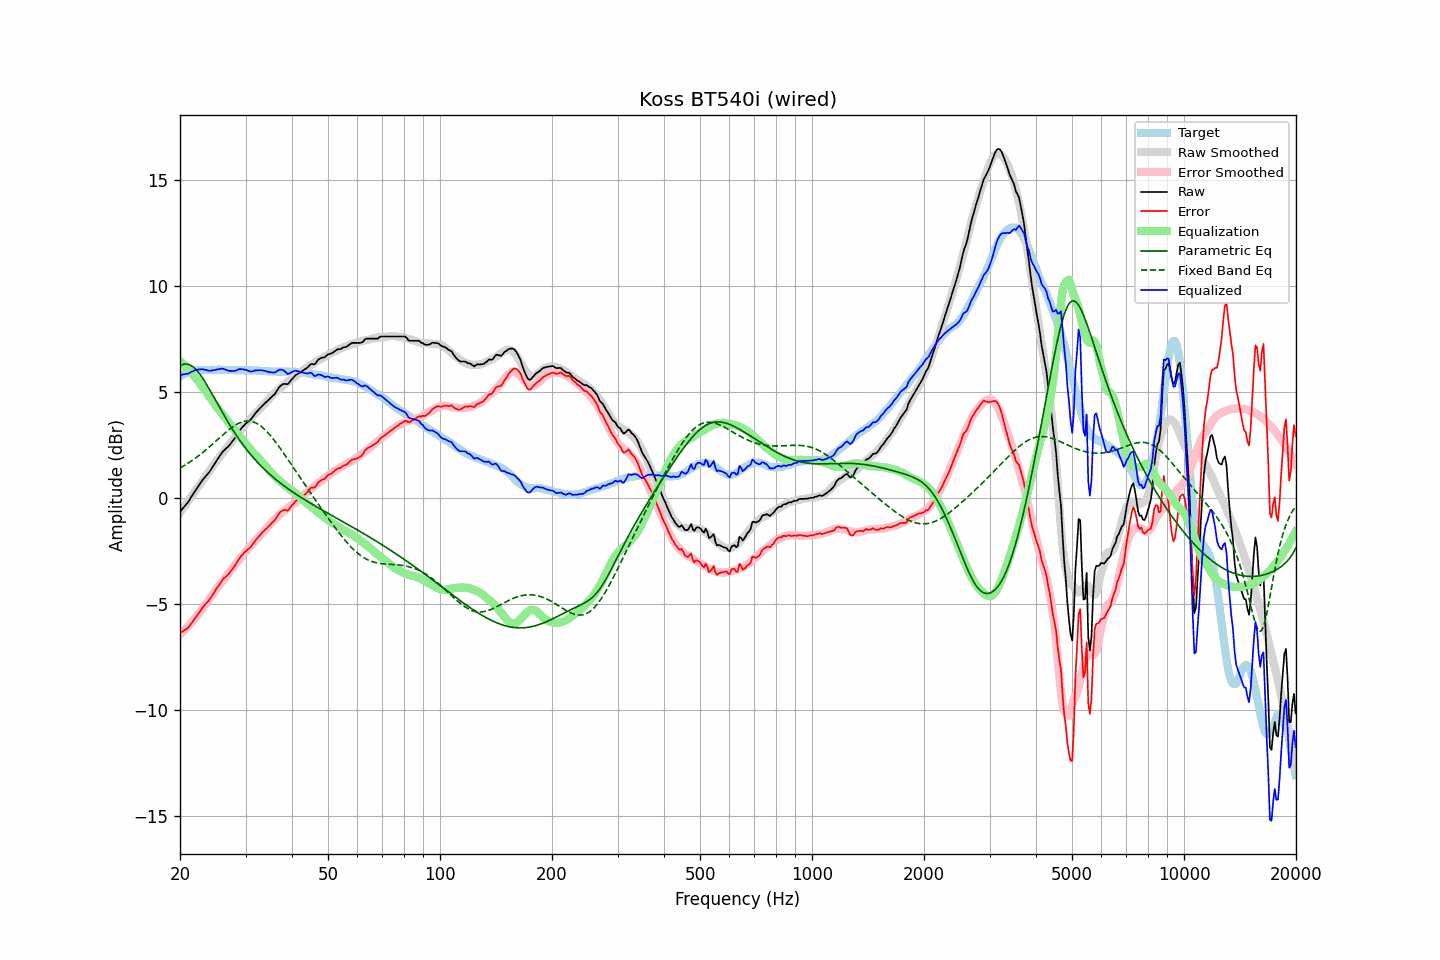 Koss BT540i (wired)
Target
Raw Smoothed
Error Smoothed
Raw
Error
Equalization
Parametric Eq
Fixed Band Eq
Equalized
Amplitude (dBr)
15
10
5
0
−5
−10
−15
20
50
100
200
500
1000
2000
5000
10000
20000
Frequency (Hz)